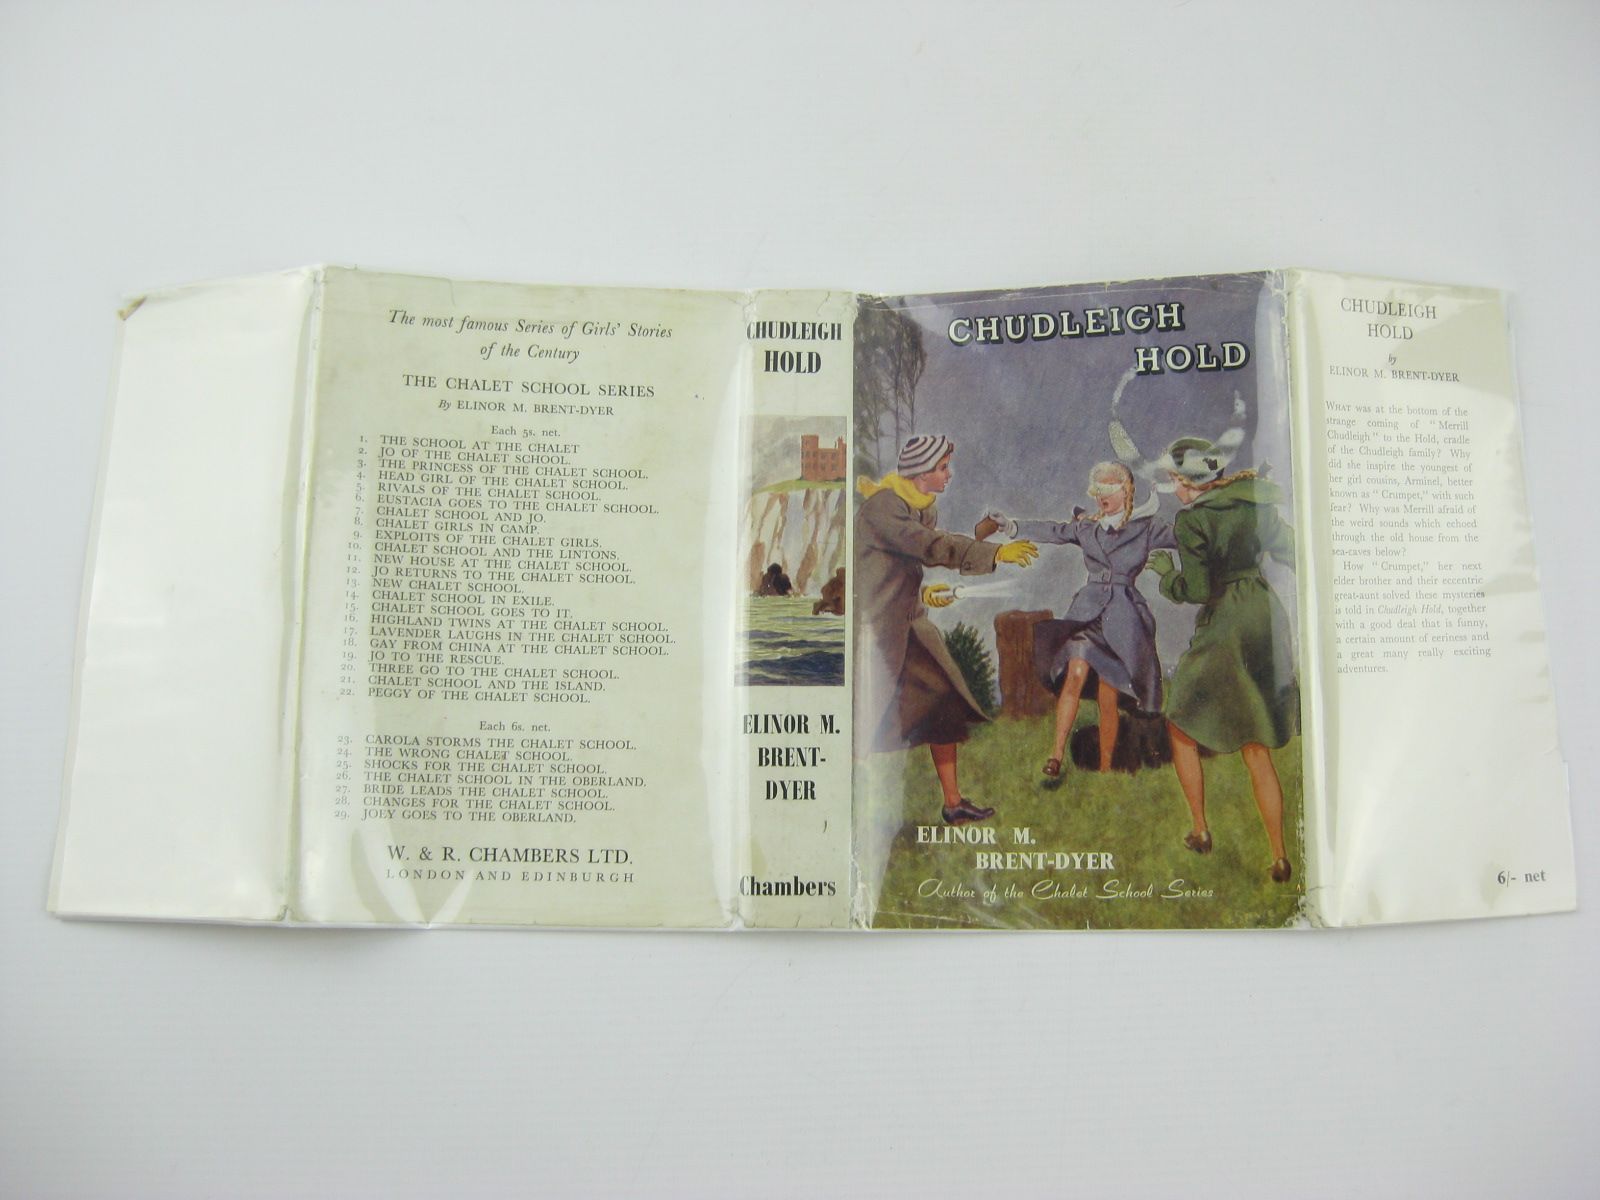 The most famous Series of Girls' Stories
of the Century
THE CHALET SCHOOL SERIES
By ELINOR M. BRENT-DYER
Each 5s. net.
1. THE SCHOOL AT THE CHALET
2. JO OF THE CHALET SCHOOL.
3. THE PRINCESS OF THE CHALET SCHOOL.
4. HEAD GIRL OF THE CHALET SCHOOL.
5. RIVALS OF THE CHALET SCHOOL.
6. EUSTACIA GOES TO THE CHALET SCHOOL.
7. CHALET SCHOOL AND JO.
8. CHALET GIRLS IN CAMP.
9. EXPLOITS OF THE CHALET GIRLS.
10. CHALET SCHOOL AND THE LINTONS.
11. NEW HOUSE AT THE CHALET SCHOOL.
12. JO RETURNS TO THE CHALET SCHOOL.
13. NEW CHALET SCHOOL.
14. CHALET SCHOOL IN EXILE.
15. CHALET SCHOOL GOES TO IT.
16. HIGHLAND TWINS AT THE CHALET SCHOOL.
17. LAVENDER LAUGHS IN THE CHALET SCHOOL.
18. GAY FROM CHINA AT THE CHALET SCHOOL.
19. JO TO THE RESCUE.
20. THREE GO TO THE CHALET SCHOOL.
21. CHALET SCHOOL AND THE ISLAND.
22. PEGGY OF THE CHALET SCHOOL.
Each 6s. net.
23. CAROLA STORMS THE CHALET SCHOOL.
24. THE WRONG CHALET SCHOOL.
25. SHOCKS FOR THE CHALET SCHOOL.
26. THE CHALET SCHOOL IN THE OBERLAND.
27. BRIDE LEADS THE CHALET SCHOOL.
28. CHANGES FOR THE CHALET SCHOOL.
29. JOEY GOES TO THE OBERLAND.
W. & R. CHAMBERS LTD.
LONDON AND EDINBURGH
CHUDLEIGH
HOLD
ELINOR M.
BRENT-
DYER
Chambers
CHUDLEIGH
HOLD
ELINOR M.
BRENT-DYER
Author of the Chalet School Series
CHUDLEIGH
HOLD
by
ELINOR M. BRENT-DYER
WHAT was at the bottom of the
strange coming of "Merrill
Chudleigh" to the Hold, cradle
of the Chudleigh family? Why
did she inspire the youngest of
her girl cousins, Arminel, better
known as "Crumpet," with such
fear? Why was Merrill afraid of
the weird sounds which echoed
through the old house from the
sea-caves below?
How "Crumpet," her next
elder brother and their eccentric
great-aunt solved these mysteries
is told in Chudleigh Hold, together
with a good deal that is funny,
a certain amount of eeriness and
a great many really exciting
adventures.
6/- net